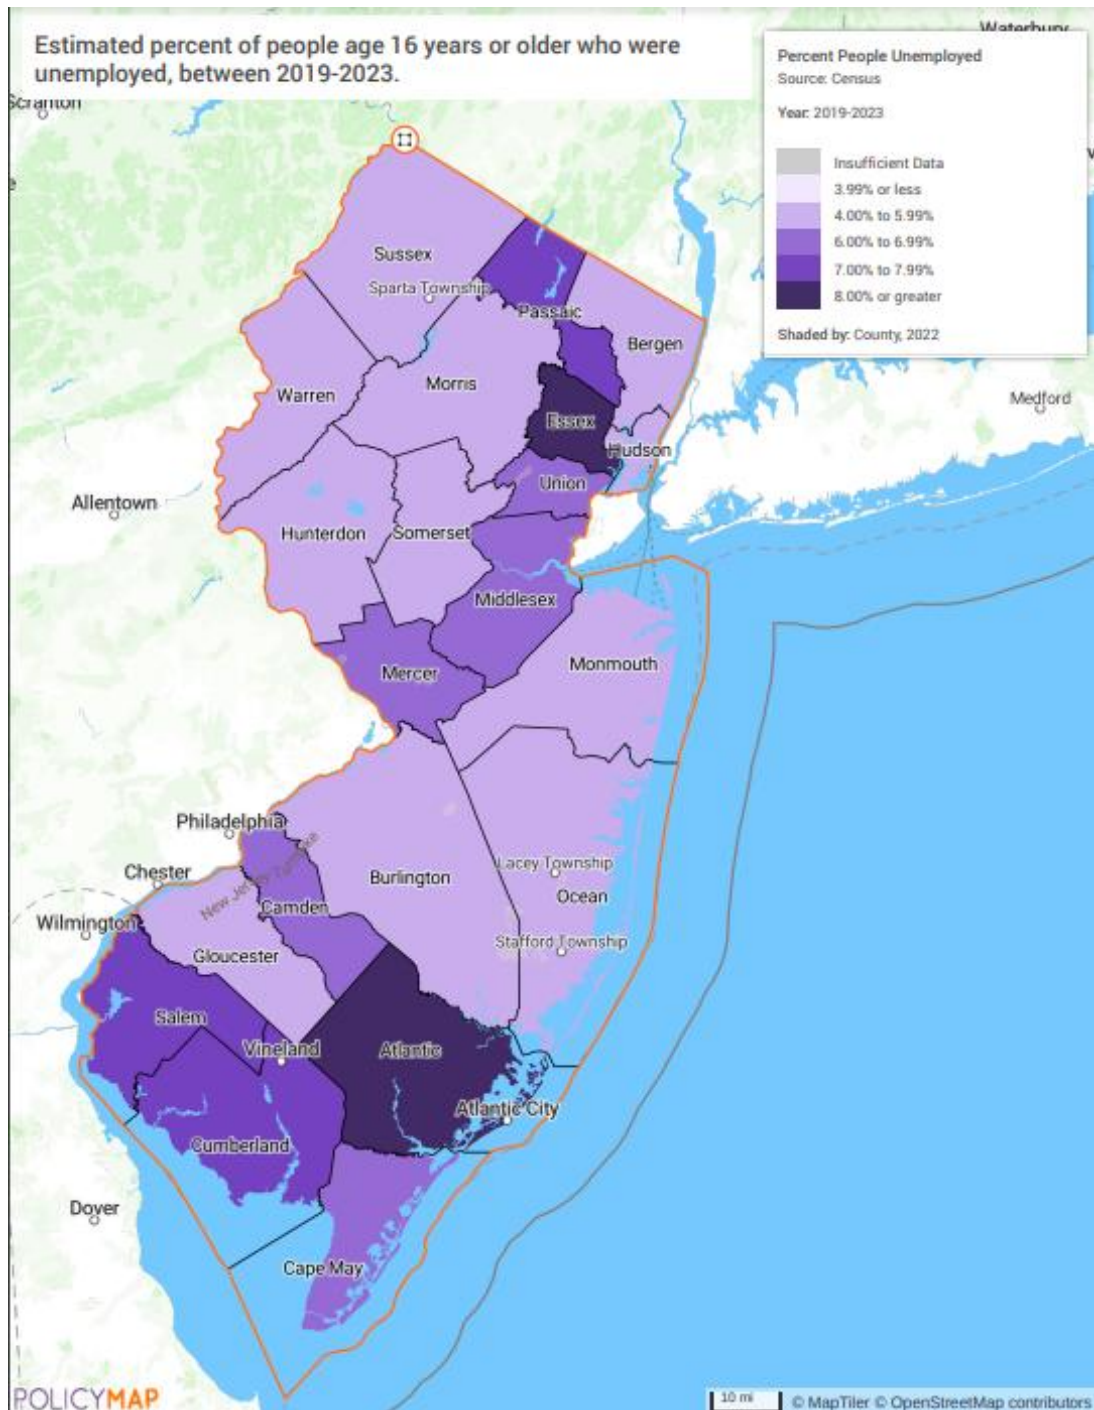 Estimated percent of people age 16 years or older who were
unemployed, between 2019-2023.
Waterbury
Percent People Unemployed
Source: Census
Year: 2019-2023
Insufficient Data
3.99% or less
4.00% to 5.99%
6.00% to 6.99%
7.00% to 7.99%
8.00% or greater
Shaded by: County, 2022
Scranton
Sussex
Sparta Township
Passaic
Bergen
Warren
Morris
Medford
Essex
Hudson
Allentown
Union
Hunterdon
Somerset
Middlesex
Monmouth
Mercer
Philadelphia
New Jersey Turnpike
Chester
Lacey Township
Burlington
Ocean
Camden
Wilmington
Stafford Township
Gloucester
Salem
Vineland
Atlantic
Atlantic City
Cumberland
Dover
Cape May
POLICYMAP
10 mi
© MapTiler © OpenStreetMap contributors